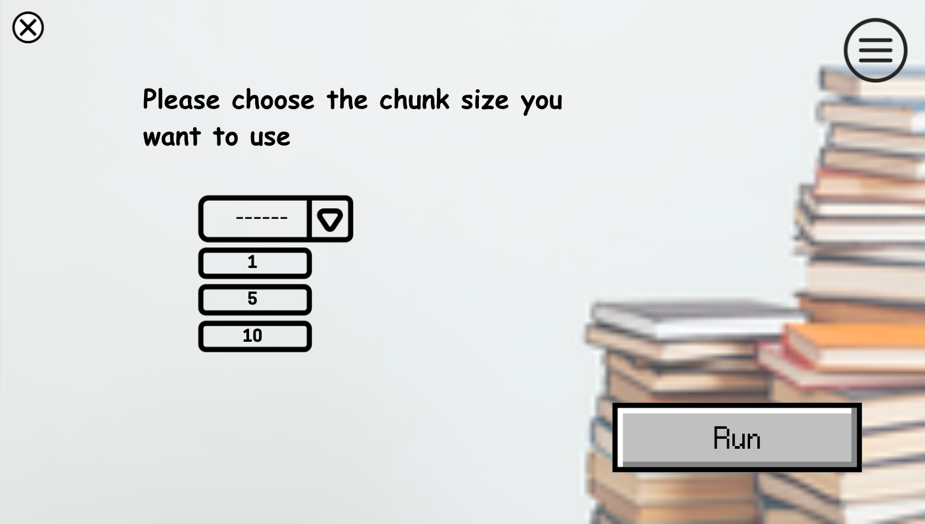 Please choose the chunk size you
want to use
------
1
5
10
Run